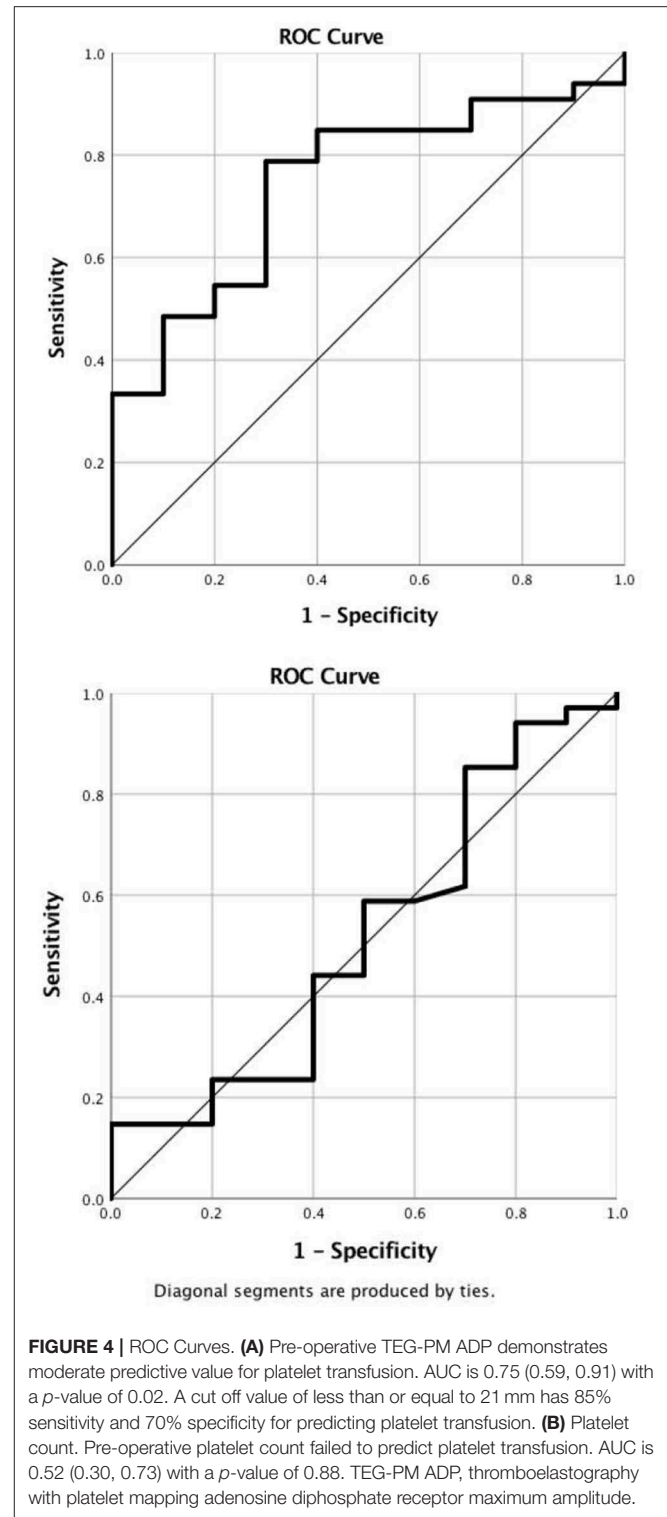 ROC Curve
1.0
0.8
0.6
0.4
0.2
0.0
Sensitivity
0.0 0.2 0.4 0.6 0.8 1.0
1 – Specificity
ROC Curve
1.0
0.8
0.6
0.4
0.2
0.0
Sensitivity
0.0 0.2 0.4 0.6 0.8 1.0
1 – Specificity
Diagonal segments are produced by ties.
FIGURE 4 | ROC Curves. (A) Pre-operative TEG-PM ADP demonstrates
moderate predictive value for platelet transfusion. AUC is 0.75 (0.59, 0.91) with
a p-value of 0.02. A cut off value of less than or equal to 21 mm has 85%
sensitivity and 70% specificity for predicting platelet transfusion. (B) Platelet
count. Pre-operative platelet count failed to predict platelet transfusion. AUC is
0.52 (0.30, 0.73) with a p-value of 0.88. TEG-PM ADP, thromboelastography
with platelet mapping adenosine diphosphate receptor maximum amplitude.